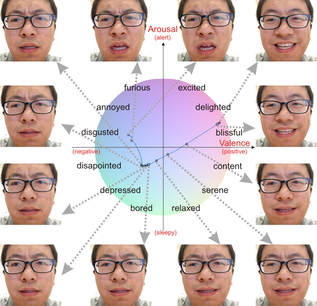 Arousal
(alert)
furious
excited
annoyed
delighted
disgusted
blissful
Valence
(negative)
(positive)
disapointed
content
depressed
serene
bored
relaxed
(sleepy)